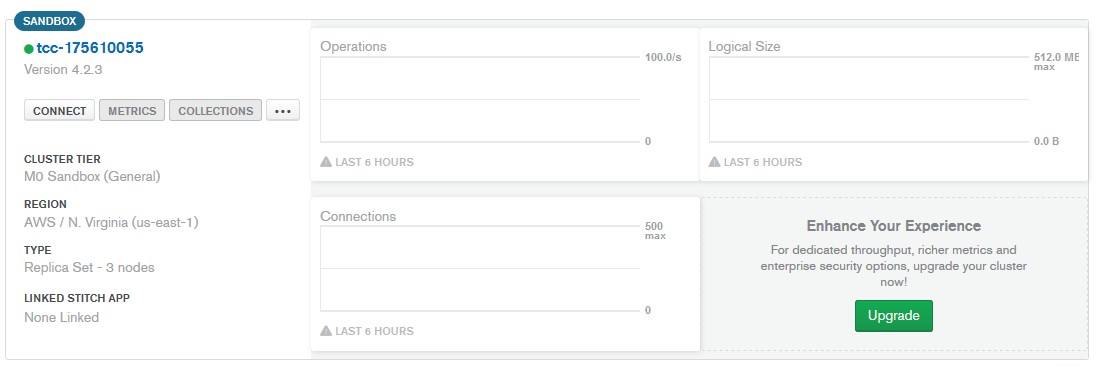 SANDBOX
tcc-175610055
Version 4.2.3
CONNECT
METRICS
COLLECTIONS
...
CLUSTER TIER
M0 Sandbox (General)
REGION
AWS / N. Virginia (us-east-1)
TYPE
Replica Set - 3 nodes
LINKED STITCH APP
None Linked
Operations
100.0/s
0
LAST 6 HOURS
Logical Size
512.0 MB
max
0.0 B
LAST 6 HOURS
Connections
500
max
0
LAST 6 HOURS
Enhance Your Experience
For dedicated throughput, richer metrics and
enterprise security options, upgrade your cluster
now!
Upgrade